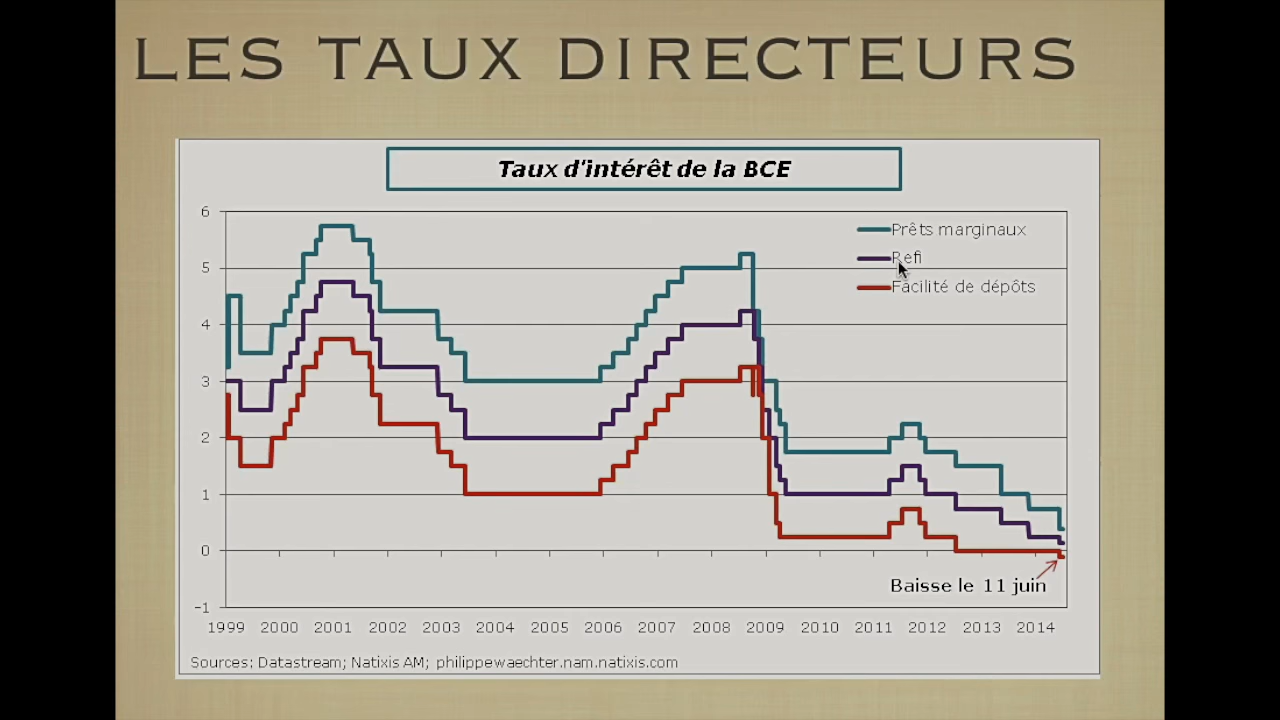 LES TAUX DIRECTEURS
Taux d'intérêt de la BCE
6
5
4
3
2
1
0
-1
Prêts marginaux
Refi
Facilité de dépôts
Baisse le 11 juin
1999 2000 2001 2002 2003 2004 2005 2006 2007 2008 2009 2010 2011 2012 2013 2014
Sources: Datastream; Natixis AM; philippewaechter.nam.natixis.com